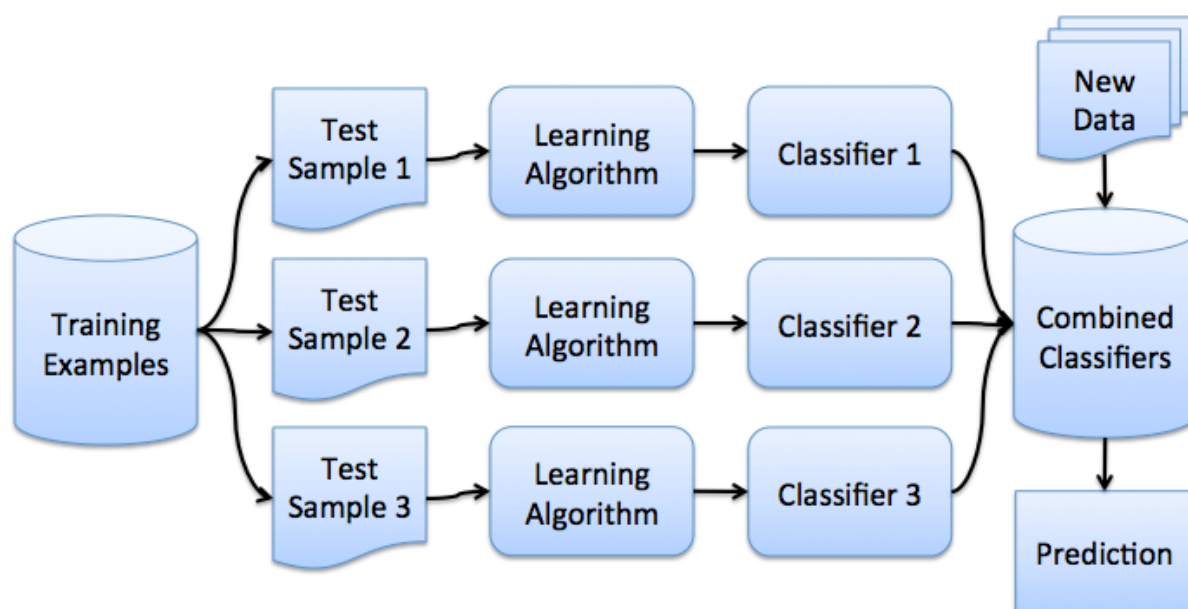 Training
Examples
Test
Sample 1
Learning
Algorithm
Classifier 1
Test
Sample 2
Learning
Algorithm
Classifier 2
Test
Sample 3
Learning
Algorithm
Classifier 3
New
Data
Combined
Classifiers
Prediction